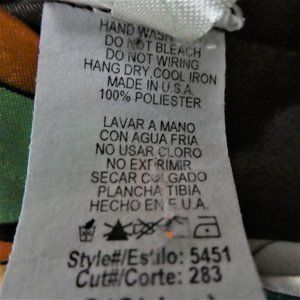 HAND WASH
DO NOT BLEACH
DO NOT WIRING
HANG DRY,COOL IRON
MADE IN U.S.A
100% POLIESTER
LAVAR A MANO
CON AGUA FRIA
NO USAR CLORO
NO EXPRIMIR
SECAR COLGADO
PLANCHA TIBIA
HECHO EN E.U.A.
Style#/Estilo: 5451
Cut#/Corte: 283